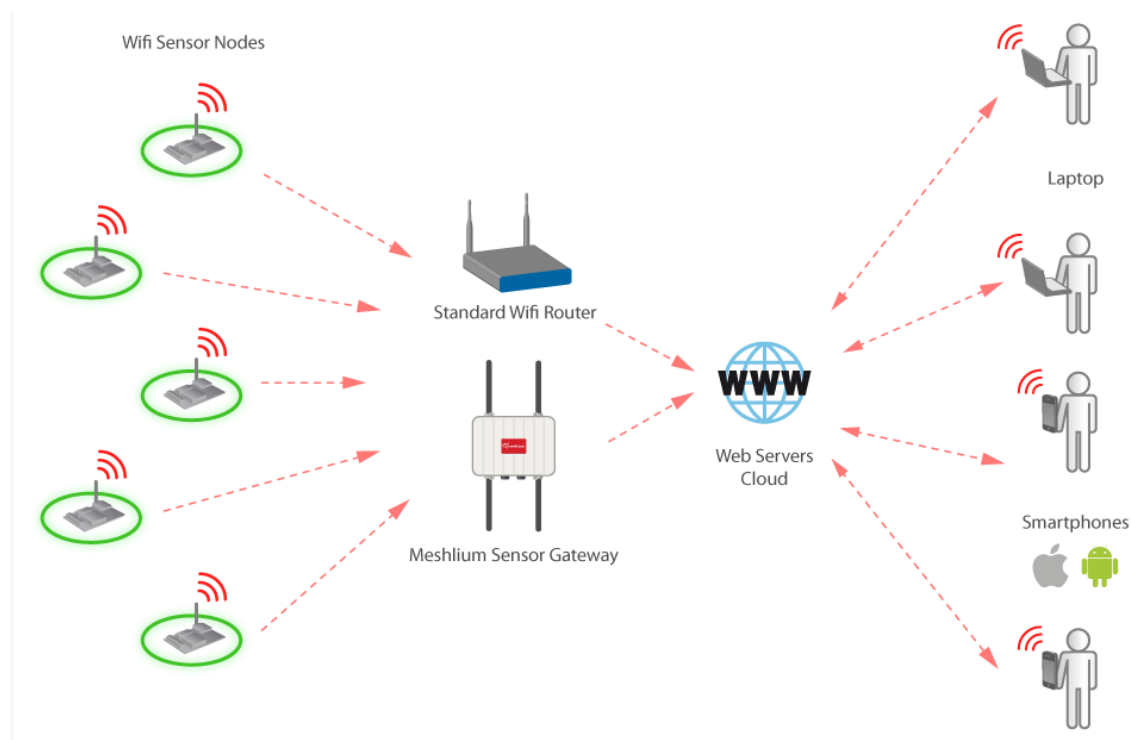 Wifi Sensor Nodes
Laptop
Standard Wifi Router
WWW
Web Servers
Cloud
Meshlium Sensor Gateway
Smartphones